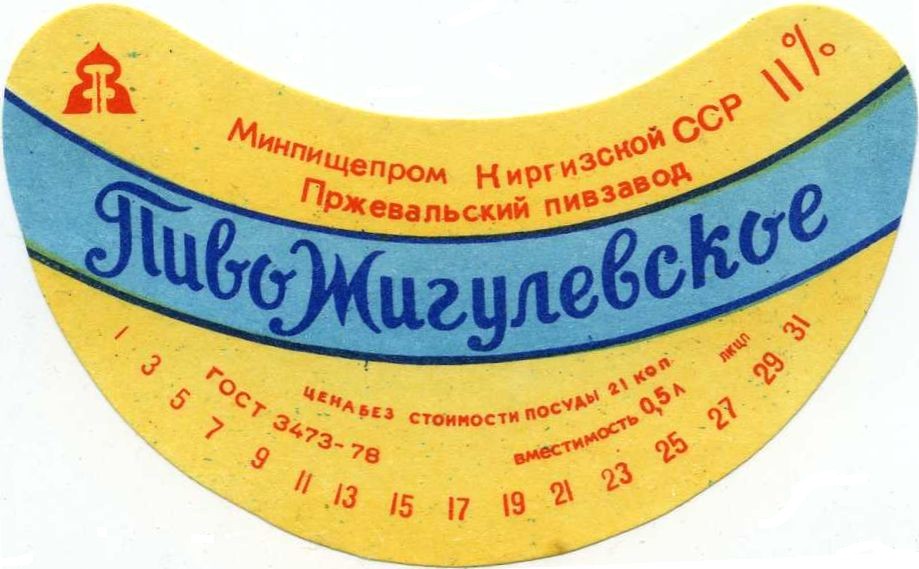 Минпищепром Киргизской ССР 11%
Пржевальский пивзавод
Пиво Жигулевское
ЦЕНА БЕЗ СТОИМОСТИ ПОСУДЫ 21 КОП.
ГОСТ 3473-78
ВМЕСТИМОСТЬ 0,5 Л
ЛКЦП
1 3 5 7 9 11 13 15 17 19 21 23 25 27 29 31